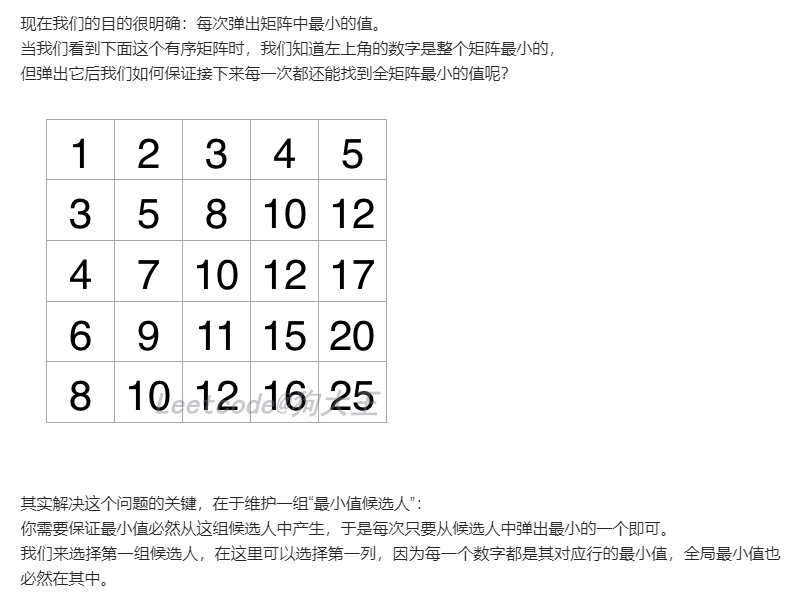 现在我们的目的很明确：每次弹出矩阵中最小的值。
当我们看到下面这个有序矩阵时，我们知道左上角的数字是整个矩阵最小的，
但弹出它后我们如何保证接下来每一次都还能找到全矩阵最小的值呢？
1 2 3 4 5
3 5 8 10 12
4 7 10 12 17
6 9 11 15 20
8 10 12 16 25
Leetcode@狗大王
其实解决这个问题的关键，在于维护一组“最小值候选人”：
你需要保证最小值必然从这组候选人中产生，于是每次只要从候选人中弹出最小的一个即可。
我们来选择第一组候选人，在这里可以选择第一列，因为每一个数字都是其对应行的最小值，全局最小值也
必然在其中。